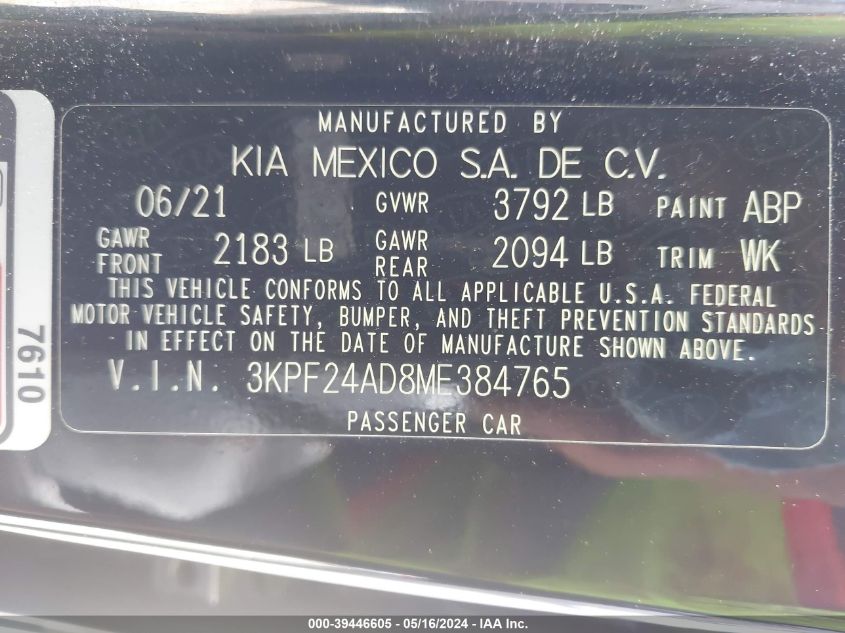 MANUFACTURED BY
KIA MEXICO S.A. DE C.V.
06/21 GVWR 3792 LB PAINT ABP
GAWR FRONT 2183 LB GAWR REAR 2094 LB TRIM WK
THIS VEHICLE CONFORMS TO ALL APPLICABLE U.S.A. FEDERAL
MOTOR VEHICLE SAFETY, BUMPER, AND THEFT PREVENTION STANDARDS
IN EFFECT ON THE DATE OF MANUFACTURE SHOWN ABOVE.
V.I.N. 3KPF24AD8ME384765
PASSENGER CAR
7610
000-39446605 - 05/16/2024 - IAA Inc.